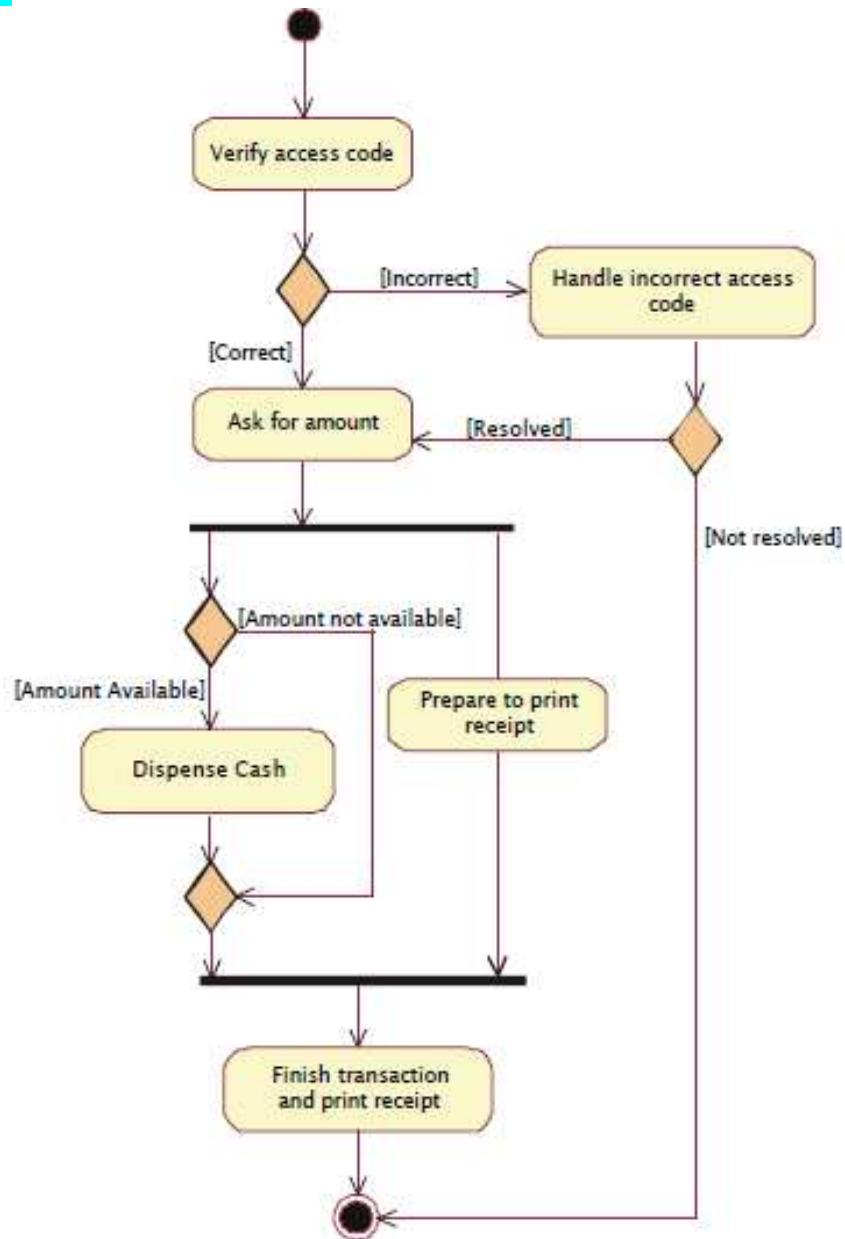 Verify access code
[Incorrect]
Handle incorrect access
code
[Correct]
Ask for amount
[Resolved]
[Not resolved]
[Amount not available]
[Amount Available]
Prepare to print
receipt
Dispense Cash
Finish transaction
and print receipt